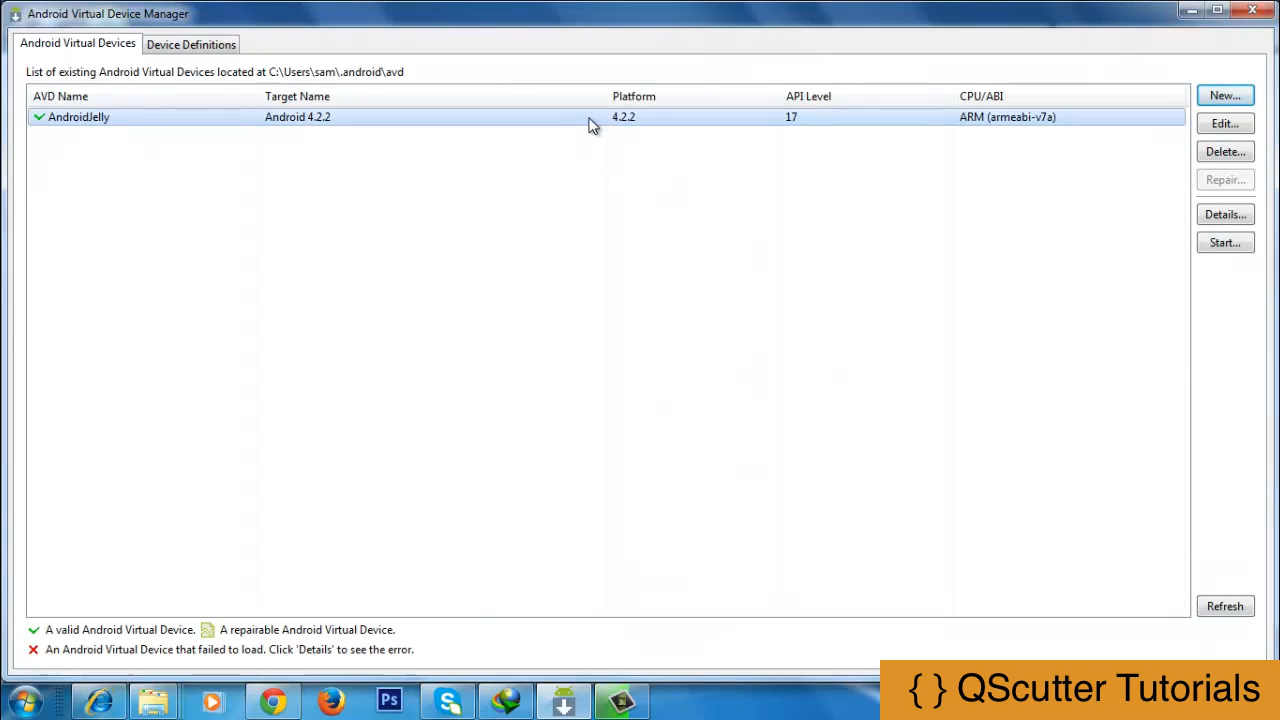 Android Virtual Device Manager
Android Virtual Devices
Device Definitions
List of existing Android Virtual Devices located at C:\Users\sam\.android\avd
AVD Name Target Name Platform API Level CPU/ABI
AndroidJelly Android 4.2.2 4.2.2 17 ARM (armeabi-v7a)
New...
Edit...
Delete...
Repair...
Details...
Start...
Refresh
A valid Android Virtual Device. A repairable Android Virtual Device.
An Android Virtual Device that failed to load. Click 'Details' to see the error.
Ps
{ } QScutter Tutorials